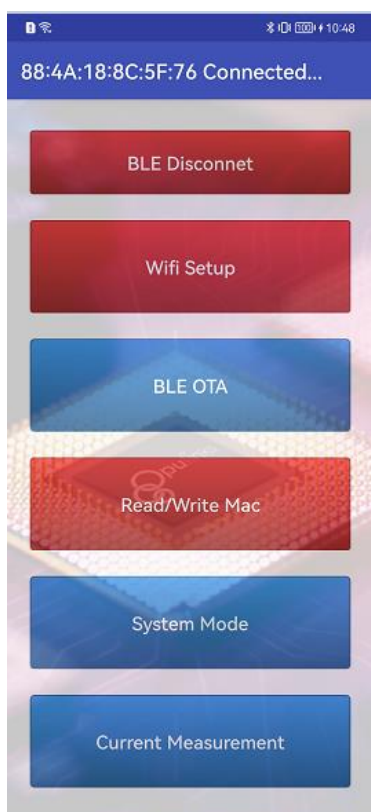 100 10:48
88:4A:18:8C:5F:76 Connected...
BLE Disconnet
Wifi Setup
BLE OTA
Read/Write Mac
System Mode
Current Measurement